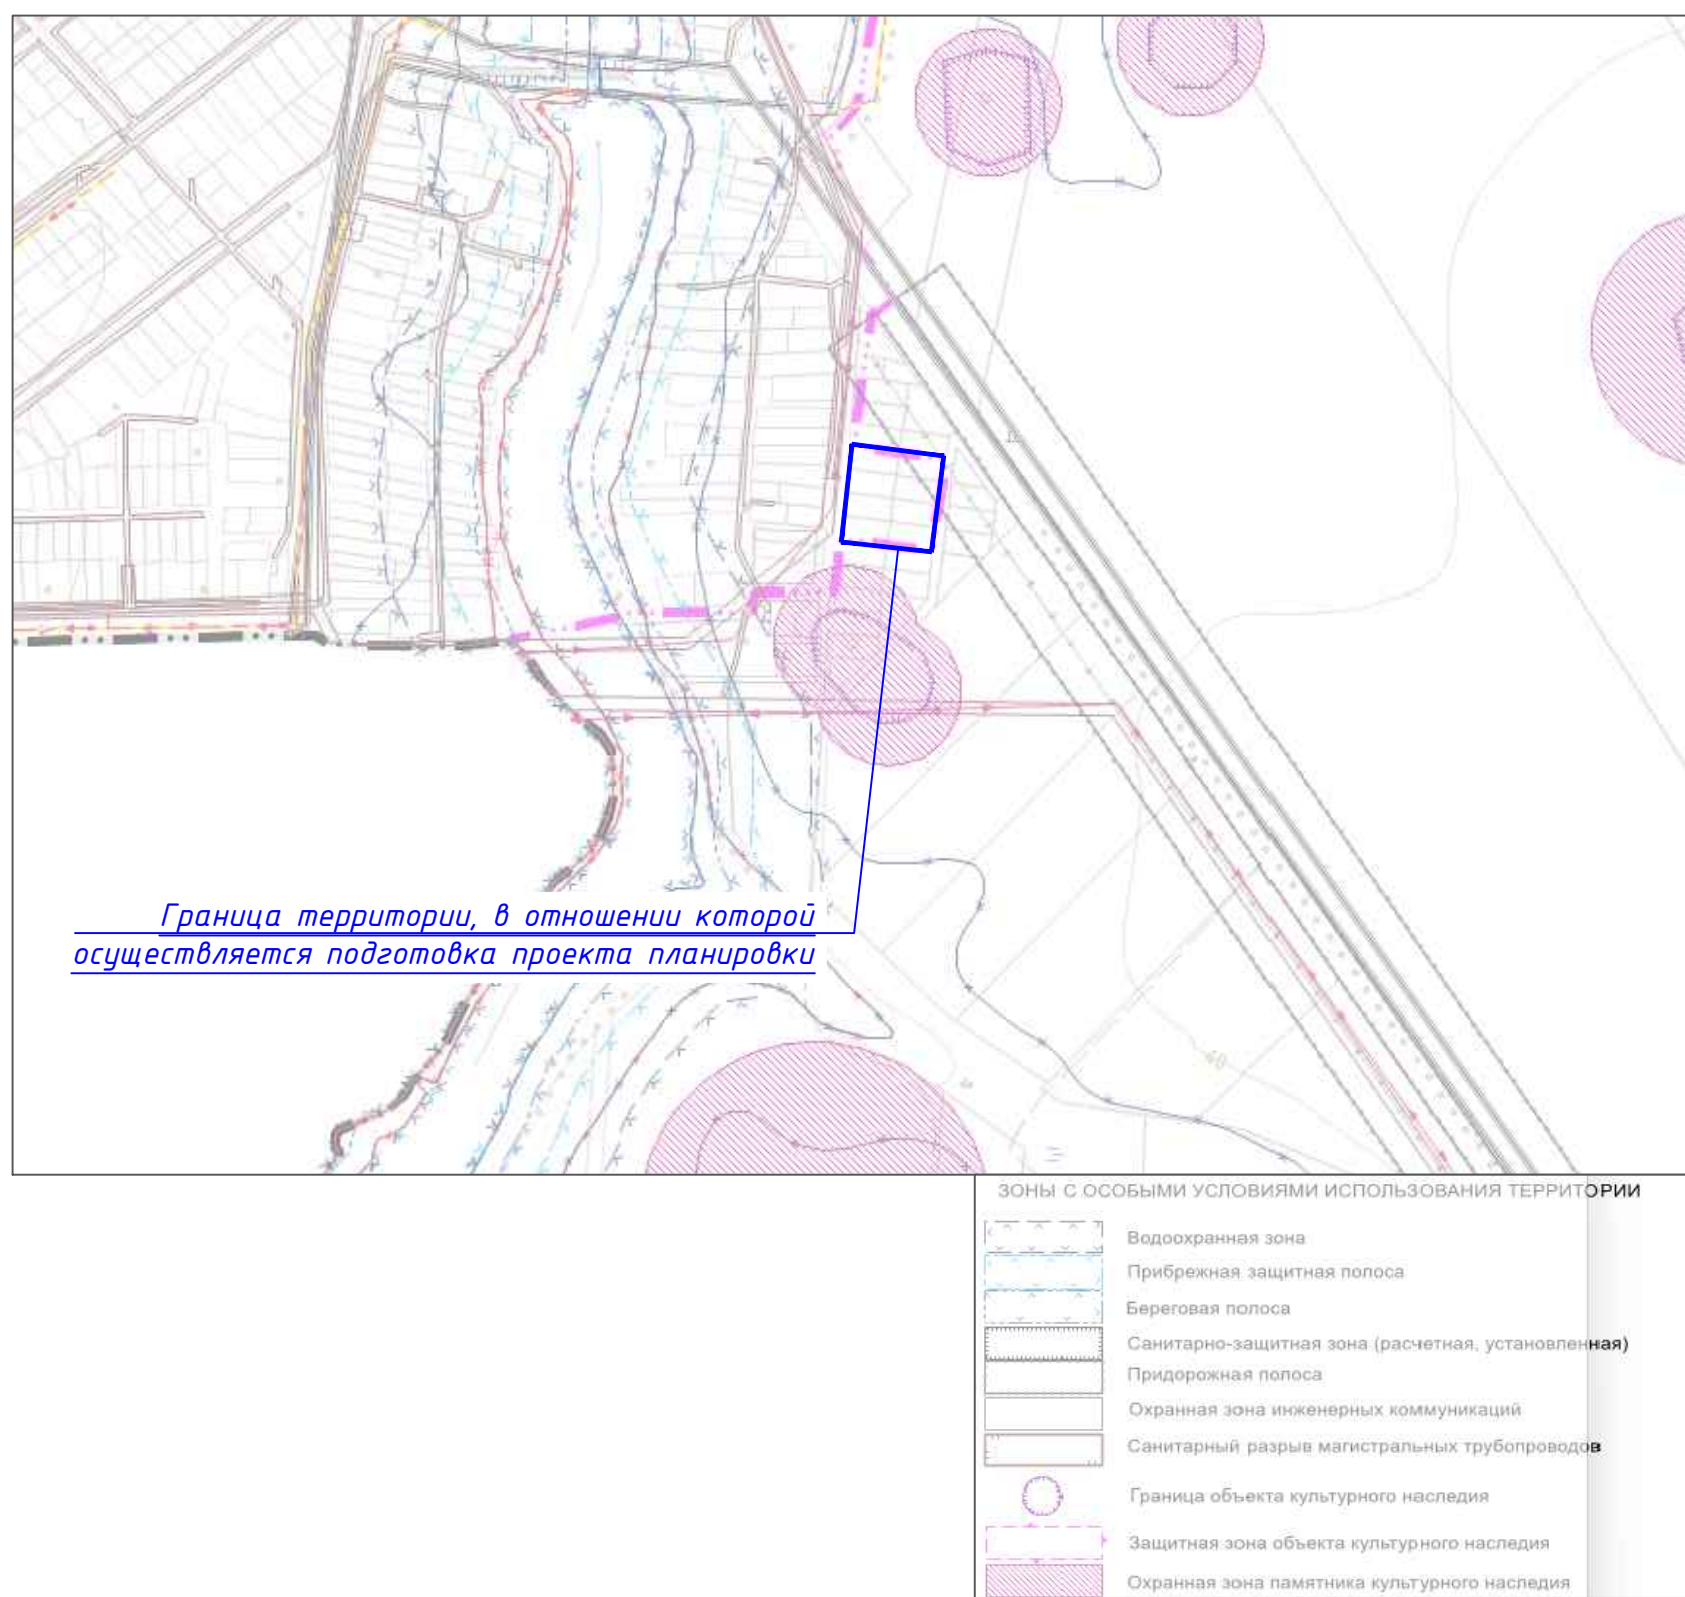 Граница территории, в отношении которой
осуществляется подготовка проекта планировки
ЗОНЫ С ОСОБЫМИ УСЛОВИЯМИ ИСПОЛЬЗОВАНИЯ ТЕРРИТОРИИ
Водоохранная зона
Прибрежная защитная полоса
Береговая полоса
Санитарно-защитная зона (расчетная, установленная)
Придорожная полоса
Охранная зона инженерных коммуникаций
Санитарный разрыв магистральных трубопроводов
Граница объекта культурного наследия
Защитная зона объекта культурного наследия
Охранная зона памятника культурного наследия